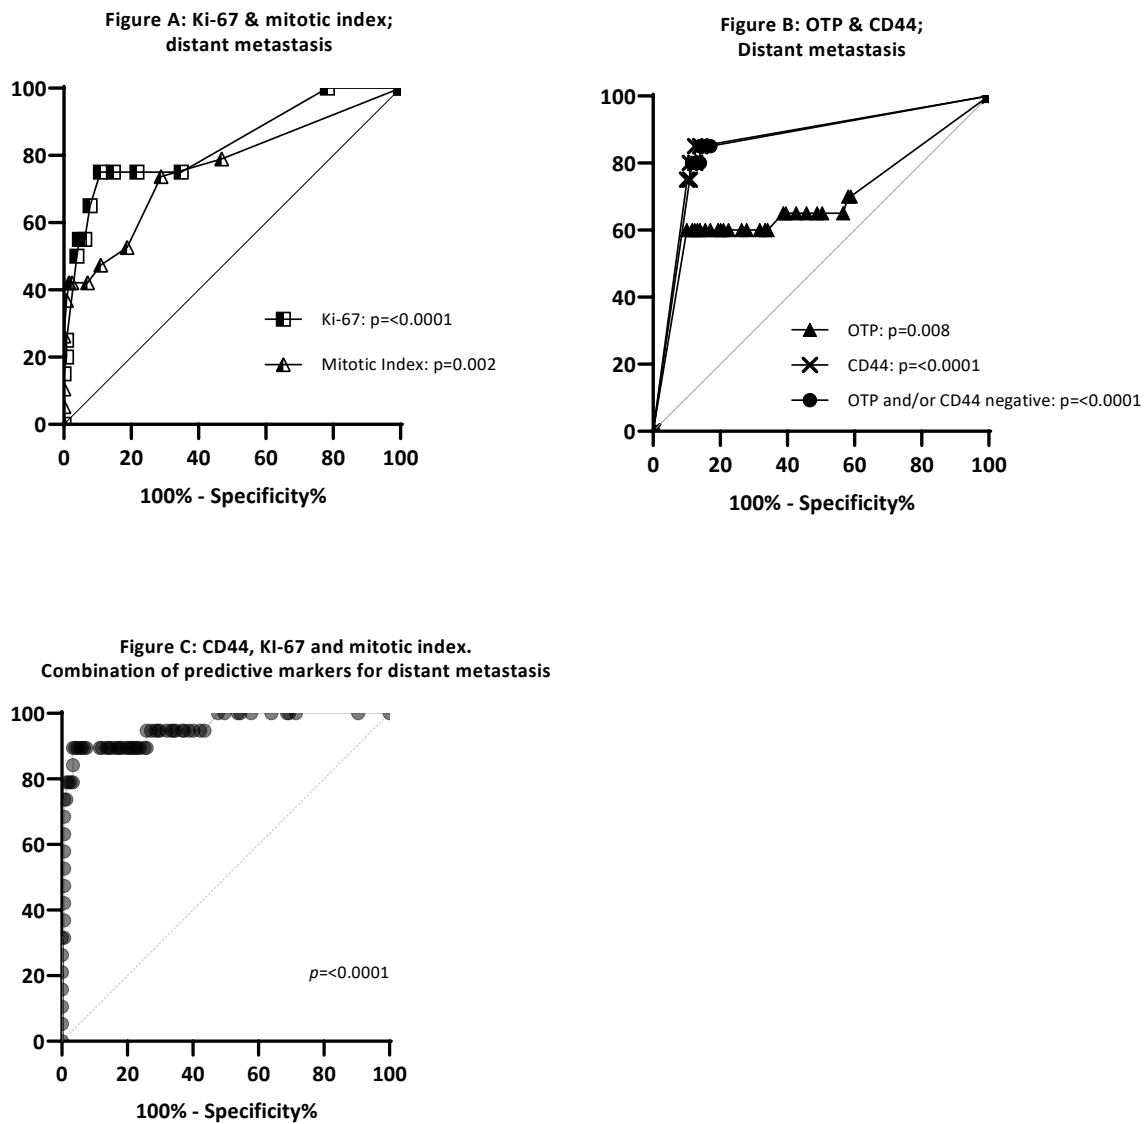 Figure A: Ki-67 & mitotic index;
distant metastasis
100
80
60
40
20
0
Ki-67: p=<0.0001
Mitotic Index: p=0.002
0 20 40 60 80 100
100% - Specificity%
Figure B: OTP & CD44;
Distant metastasis
100
80
60
40
20
0
OTP: p=0.008
CD44: p=<0.0001
OTP and/or CD44 negative: p=<0.0001
0 20 40 60 80 100
100% - Specificity%
Figure C: CD44, KI-67 and mitotic index.
Combination of predictive markers for distant metastasis
100
80
60
40
20
0
p=<0.0001
0 20 40 60 80 100
100% - Specificity%